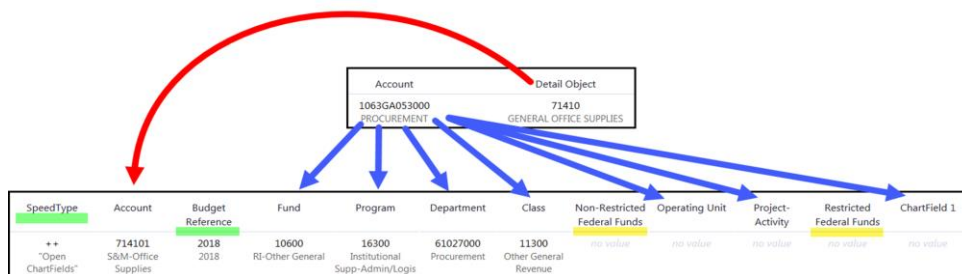 Account Detail Object
1063GA053000 71410
PROCUREMENT GENERAL OFFICE SUPPLIES
SpeedType Account Budget Fund Program Department Class Non-Restricted Operating Unit Project- Restricted ChartField 1
Reference Federal Funds Activity Federal Funds
++ 714101 2018 10600 16300 61027000 11300 no value no value no value no value no value
"Open S&M-Office 2018 RI-Other General Institutional Procurement Other General
ChartFields" Supplies Supp-Admin/Logis Revenue